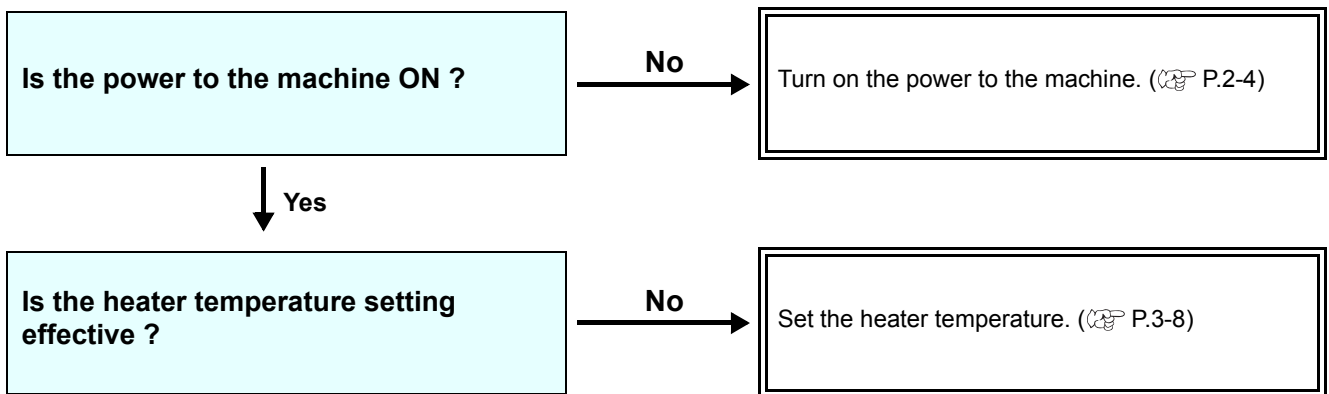 Is the power to the machine ON ?
No
Turn on the power to the machine. ( P.2-4)
Yes
Is the heater temperature setting
effective ?
No
Set the heater temperature. ( P.3-8)